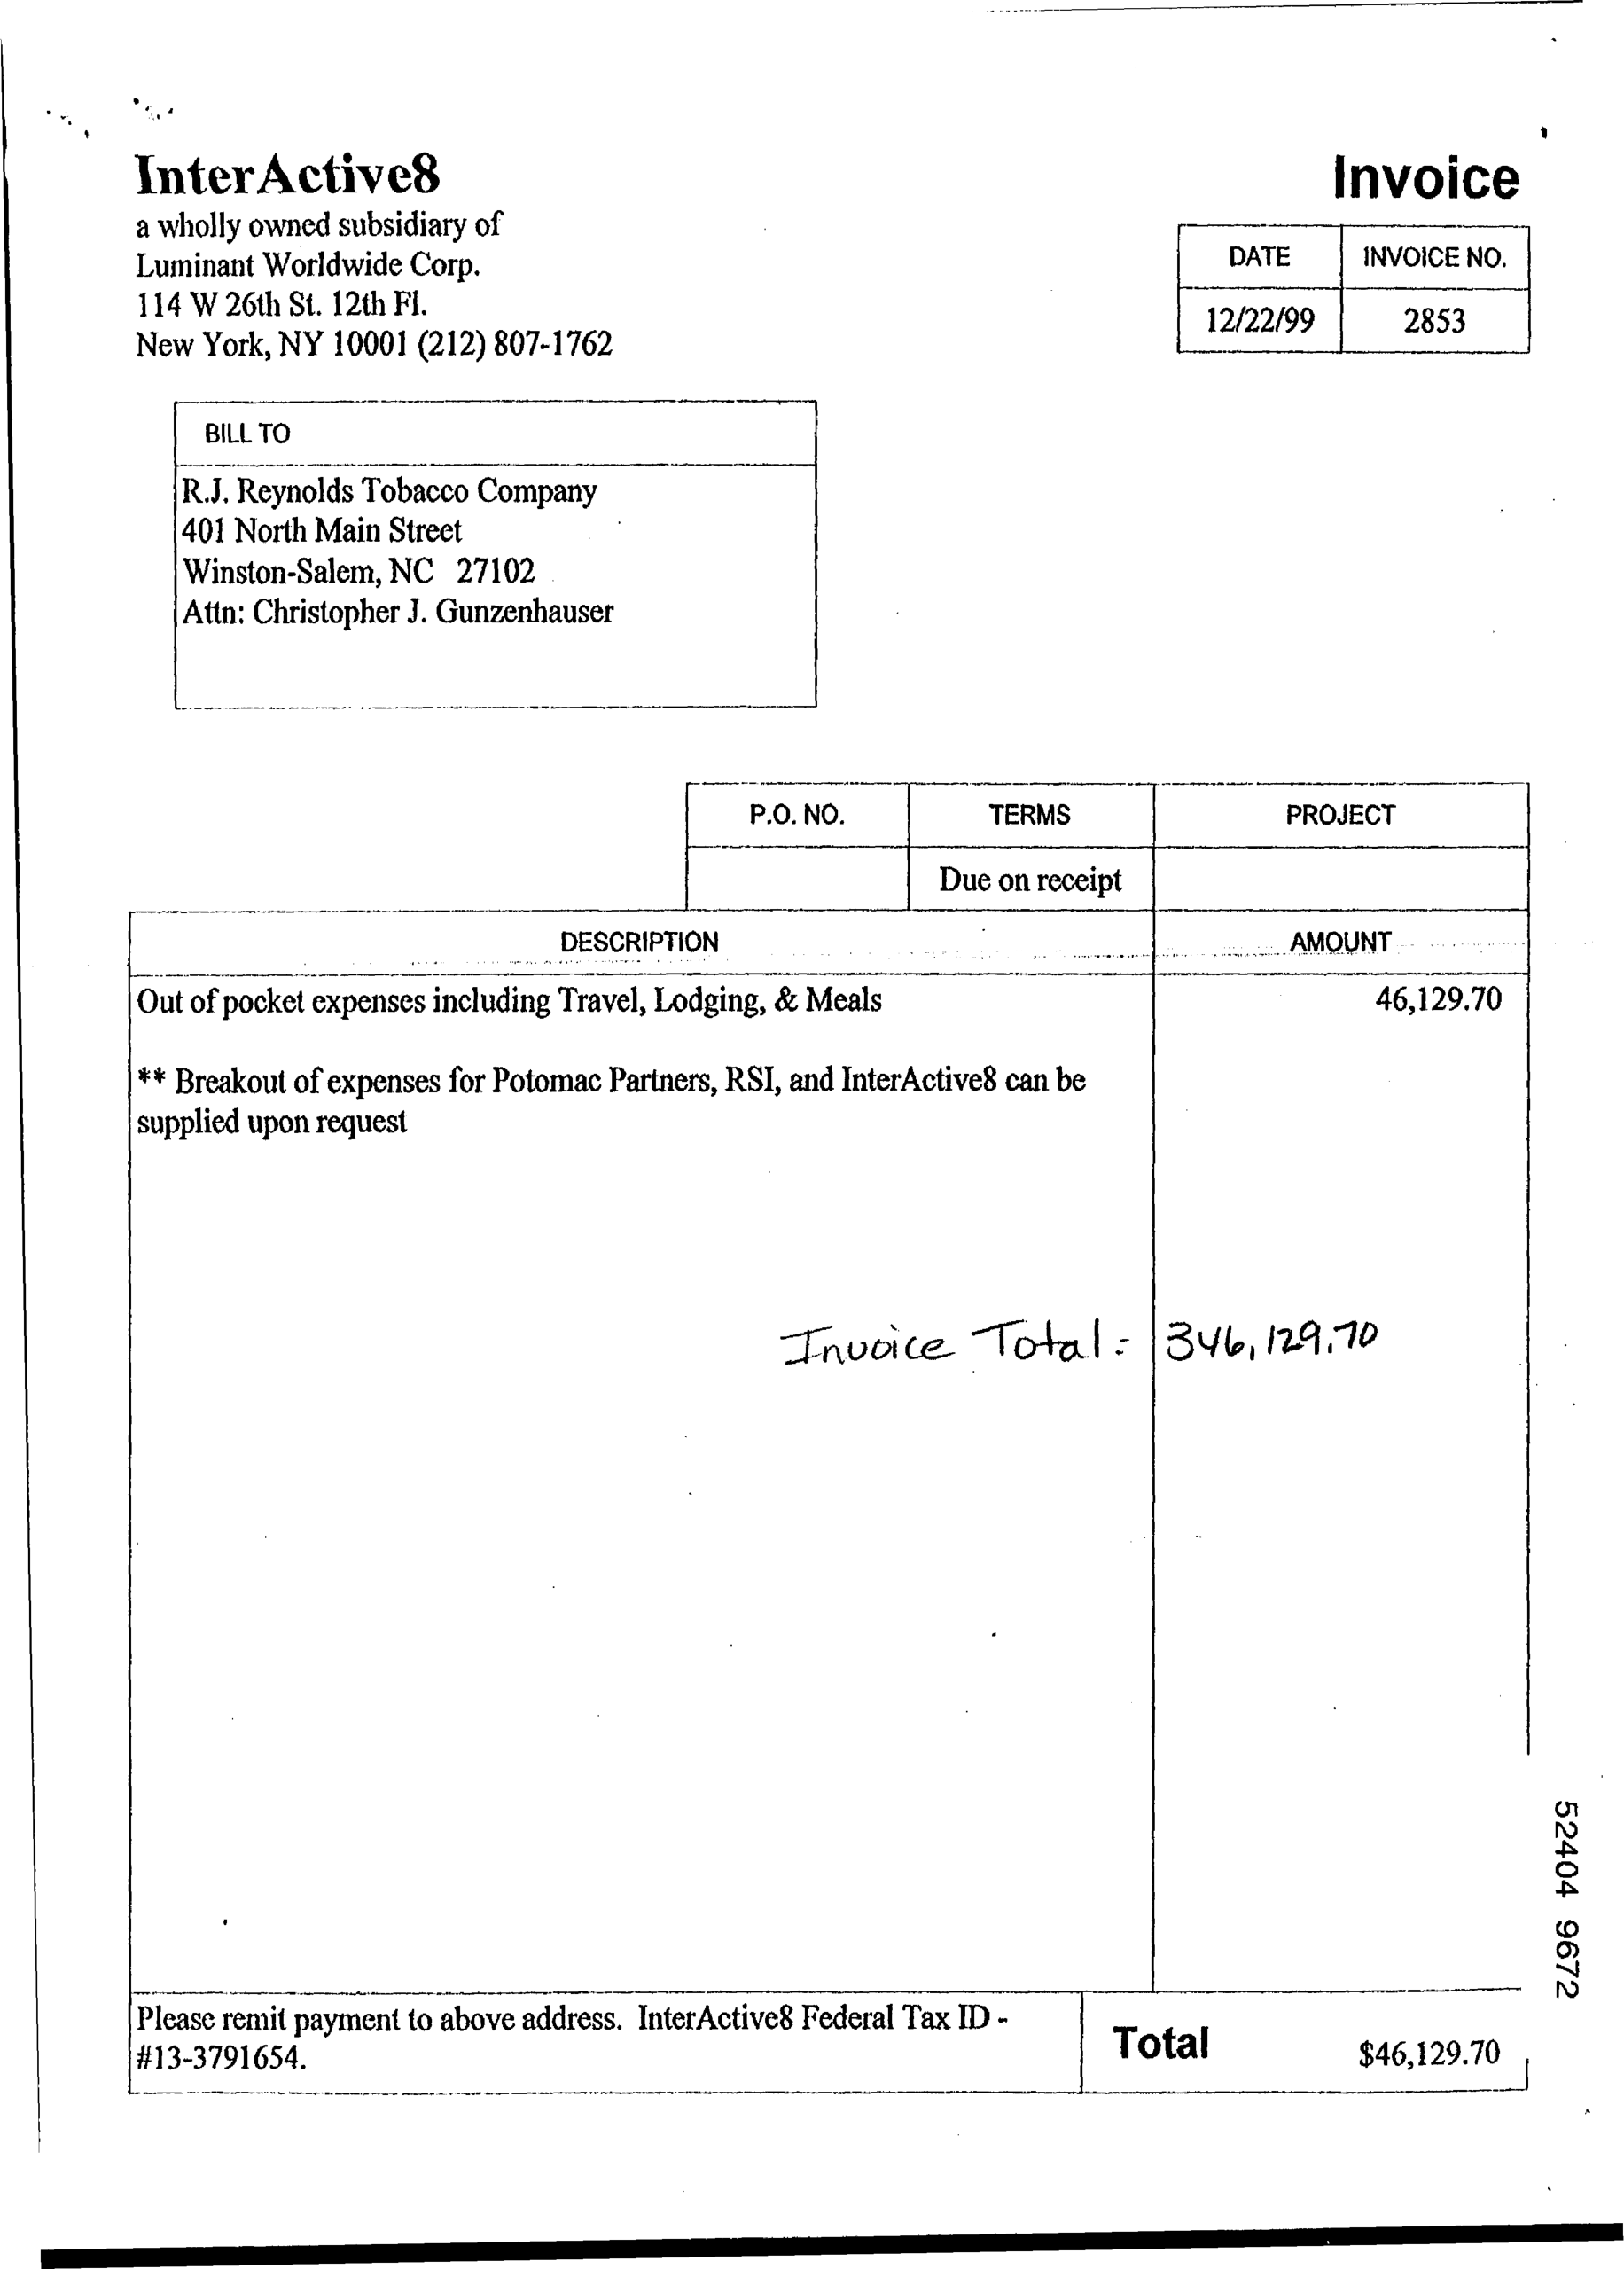 InterActive8
a wholly owned subsidiary of
Luminant Worldwide Corp.
114 W 26th St. 12th Fl.
New York, NY 10001 (212) 807-1762
Invoice
DATE INVOICE NO.
12/22/99 2853
BILL TO
R.J. Reynolds Tobacco Company
401 North Main Street
Winston-Salem, NC 27102
Attn: Christopher J. Gunzenhauser
P.O. NO. TERMS PROJECT
Due on receipt
DESCRIPTION AMOUNT
Out of pocket expenses including Travel, Lodging, & Meals 46,129.70
** Breakout of expenses for Potomac Partners, RSI, and InterActive8 can be
supplied upon request
Invoice Total: 346,129.70
Please remit payment to above address. InterActive8 Federal Tax ID -
#13-3791654.
Total $46,129.70
52404 9672